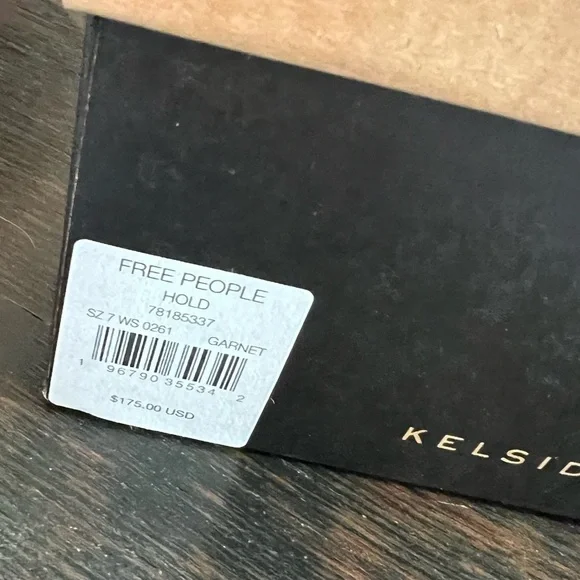 FREE PEOPLE
HOLD
78185337
SZ 7 WS 0261 GARNET
1 96790 35534 2
$175.00 USD
KELSID